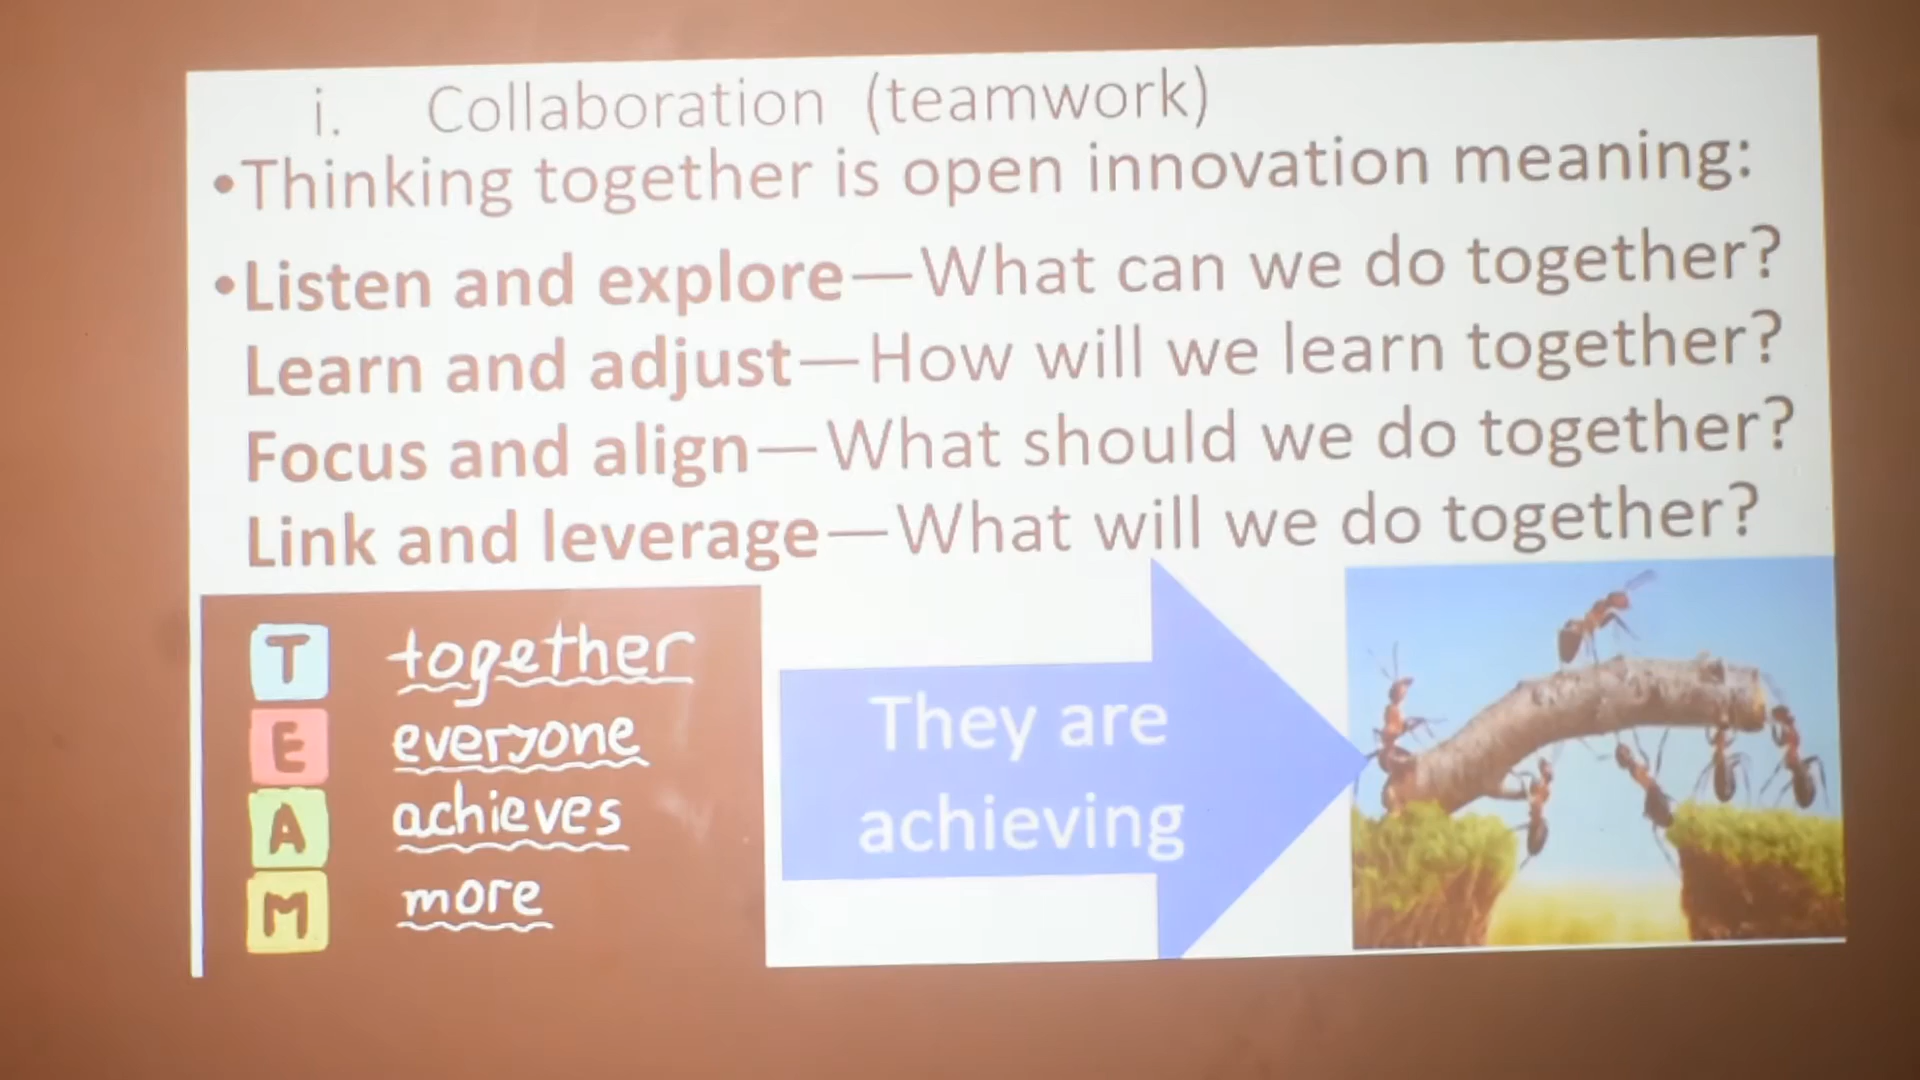 i. Collaboration (teamwork)
•Thinking together is open innovation meaning:
•Listen and explore—What can we do together?
Learn and adjust—How will we learn together?
Focus and align—What should we do together?
Link and leverage—What will we do together?
T together
E everyone
A achieves
M more
They are
achieving